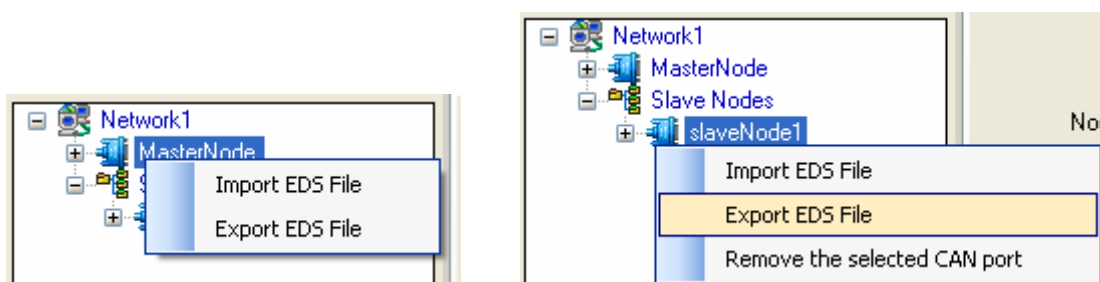 Network1
MasterNode
S
Import EDS File
Export EDS File
Network1
MasterNode
Slave Nodes
slaveNode1
No
Import EDS File
Export EDS File
Remove the selected CAN port